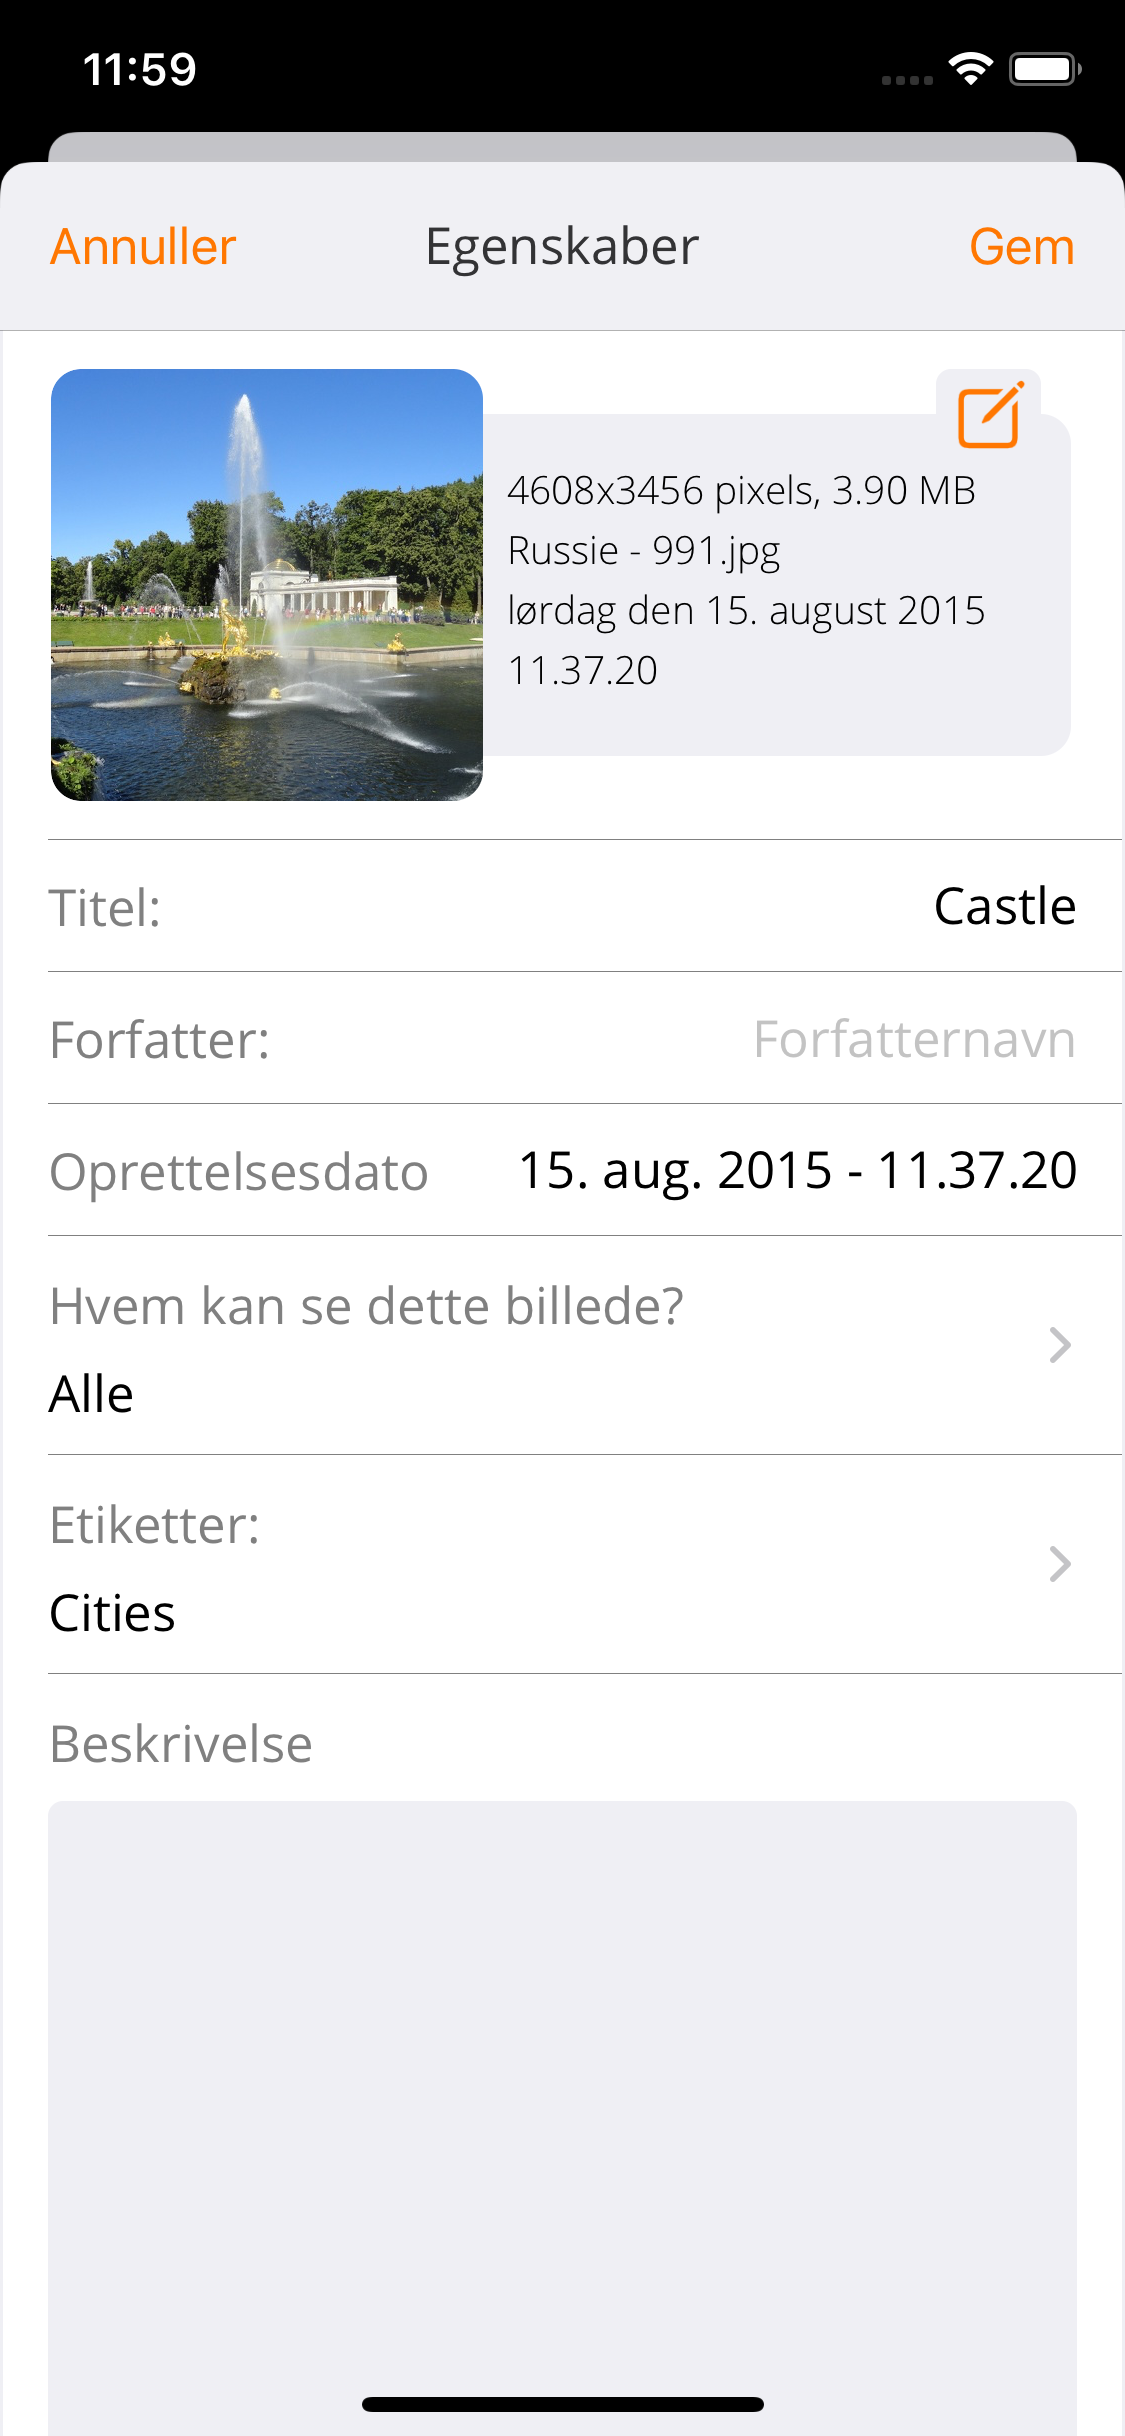 11:59
Annuller
Egenskaber
Gem
4608x3456 pixels, 3.90 MB
Russie - 991.jpg
lørdag den 15. august 2015
11.37.20
Titel:
Castle
Forfatter:
Forfatternavn
Oprettelsesdato
15. aug. 2015 - 11.37.20
Hvem kan se dette billede?
Alle
Etiketter:
Cities
Beskrivelse